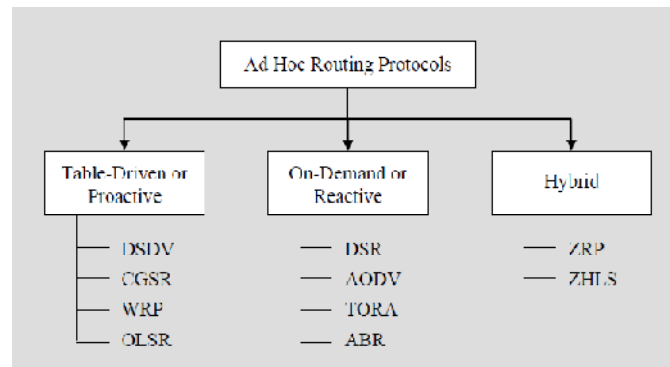 Ad Hoc Routing Protocols
Table-Driven or
Proactive
On-Demand or
Reactive
Hybrid
DSDV
CGSR
WRP
OLSR
DSR
AODV
TORA
ABR
ZRP
ZHLS